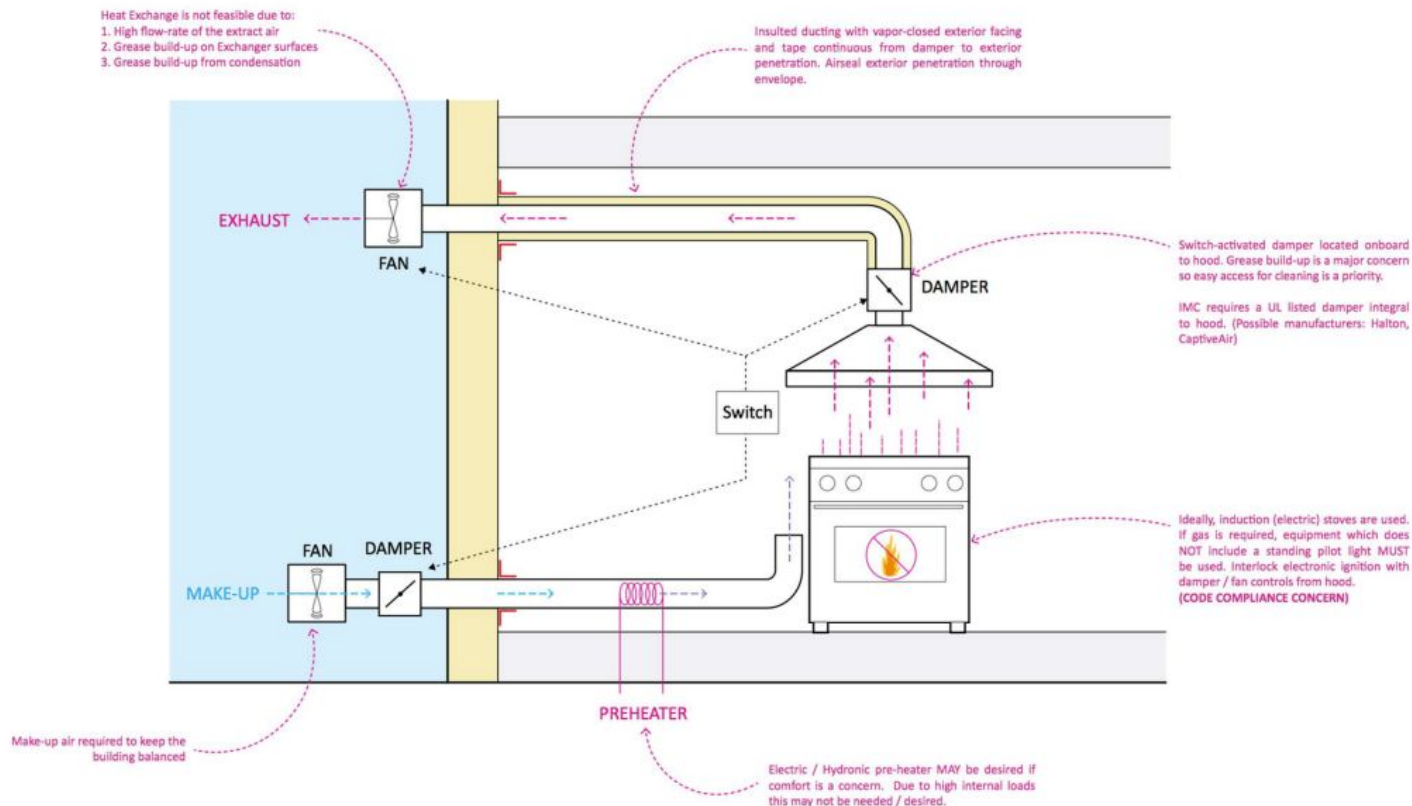 Heat Exchange is not feasible due to:
1. High flow-rate of the extract air
2. Grease build-up on Exchanger surfaces
3. Grease build-up from condensation
Insulted ducting with vapor-closed exterior facing
and tape continuous from damper to exterior
penetration. Airseal exterior penetration through
envelope.
EXHAUST
FAN
DAMPER
Switch-activated damper located onboard
to hood. Grease build-up is a major concern
so easy access for cleaning is a priority.
IMC requires a UL listed damper integral
to hood. (Possible manufacturers: Halton,
CaptiveAir)
Switch
FAN
DAMPER
MAKE-UP
Ideally, induction (electric) stoves are used.
If gas is required, equipment which does
NOT include a standing pilot light MUST
be used. Interlock electronic ignition with
damper / fan controls from hood.
(CODE COMPLIANCE CONCERN)
PREHEATER
Make-up air required to keep the
building balanced
Electric / Hydronic pre-heater MAY be desired if
comfort is a concern. Due to high internal loads
this may not be needed / desired.